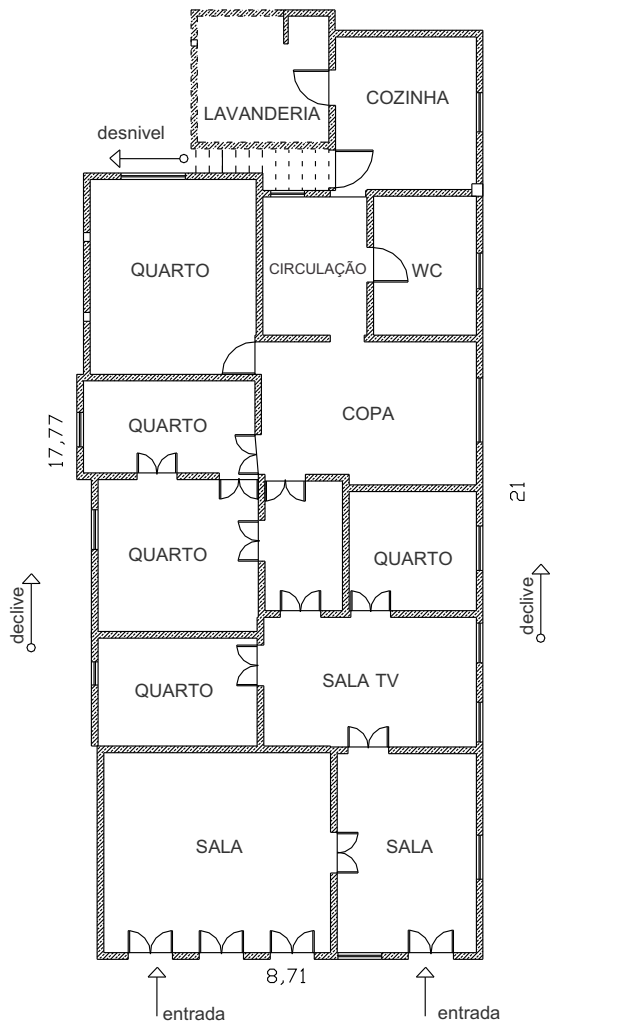 COZINHA
LAVANDERIA
desnivel
QUARTO
CIRCULAÇÃO
WC
COPA
QUARTO
17,77
21
QUARTO
QUARTO
declive
declive
SALA TV
QUARTO
SALA
SALA
8,71
entrada
entrada